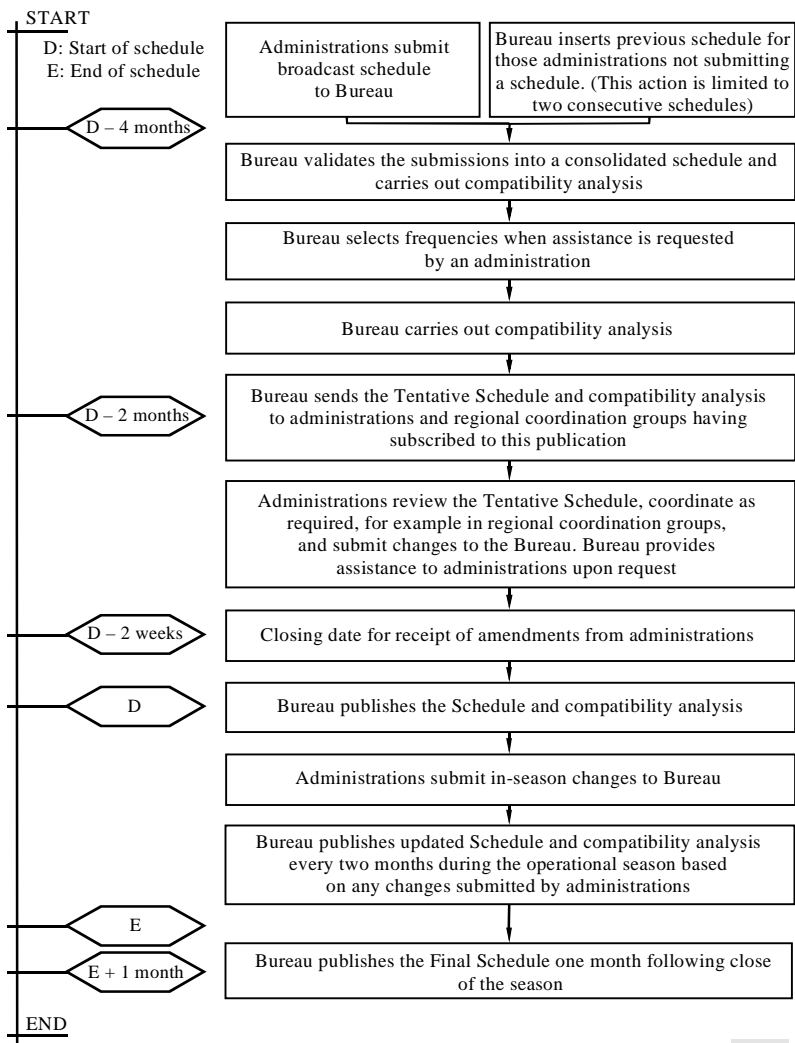 START
D: Start of schedule
E: End of schedule
Administrations submit
broadcast schedule
to Bureau
Bureau inserts previous schedule for
those administrations not submitting
a schedule. (This action is limited to
two consecutive schedules)
D – 4 months
Bureau validates the submissions into a consolidated schedule and
carries out compatibility analysis
Bureau selects frequencies when assistance is requested
by an administration
Bureau carries out compatibility analysis
D – 2 months
Bureau sends the Tentative Schedule and compatibility analysis
to administrations and regional coordination groups having
subscribed to this publication
Administrations review the Tentative Schedule, coordinate as
required, for example in regional coordination groups,
and submit changes to the Bureau. Bureau provides
assistance to administrations upon request
D – 2 weeks
Closing date for receipt of amendments from administrations
D
Bureau publishes the Schedule and compatibility analysis
Administrations submit in-season changes to Bureau
Bureau publishes updated Schedule and compatibility analysis
every two months during the operational season based
on any changes submitted by administrations
E
E + 1 month
Bureau publishes the Final Schedule one month following close
of the season
END